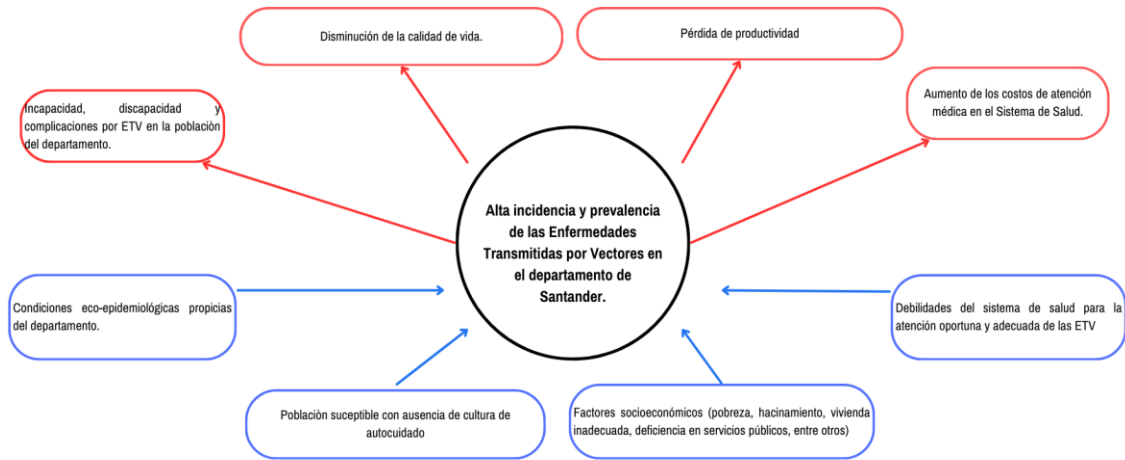 Disminución de la calidad de vida.
Pérdida de productividad
Incapacidad, discapacidad y
complicaciones por ETV en la poblaciòn
del departamento.
Aumento de los costos de atención
médica en el Sistema de Salud.
Alta incidencia y prevalencia
de las Enfermedades
Transmitidas por Vectores en
el departamento de
Santander.
Condiciones eco-epidemiológicas propicias
del departamento.
Debilidades del sistema de salud para la
atención oportuna y adecuada de las ETV
Poblaciòn suceptible con ausencia de cultura de
autocuidado
Factores socioeconómicos (pobreza, hacinamiento, vivienda
inadecuada, deficiencia en servicios públicos, entre otros)